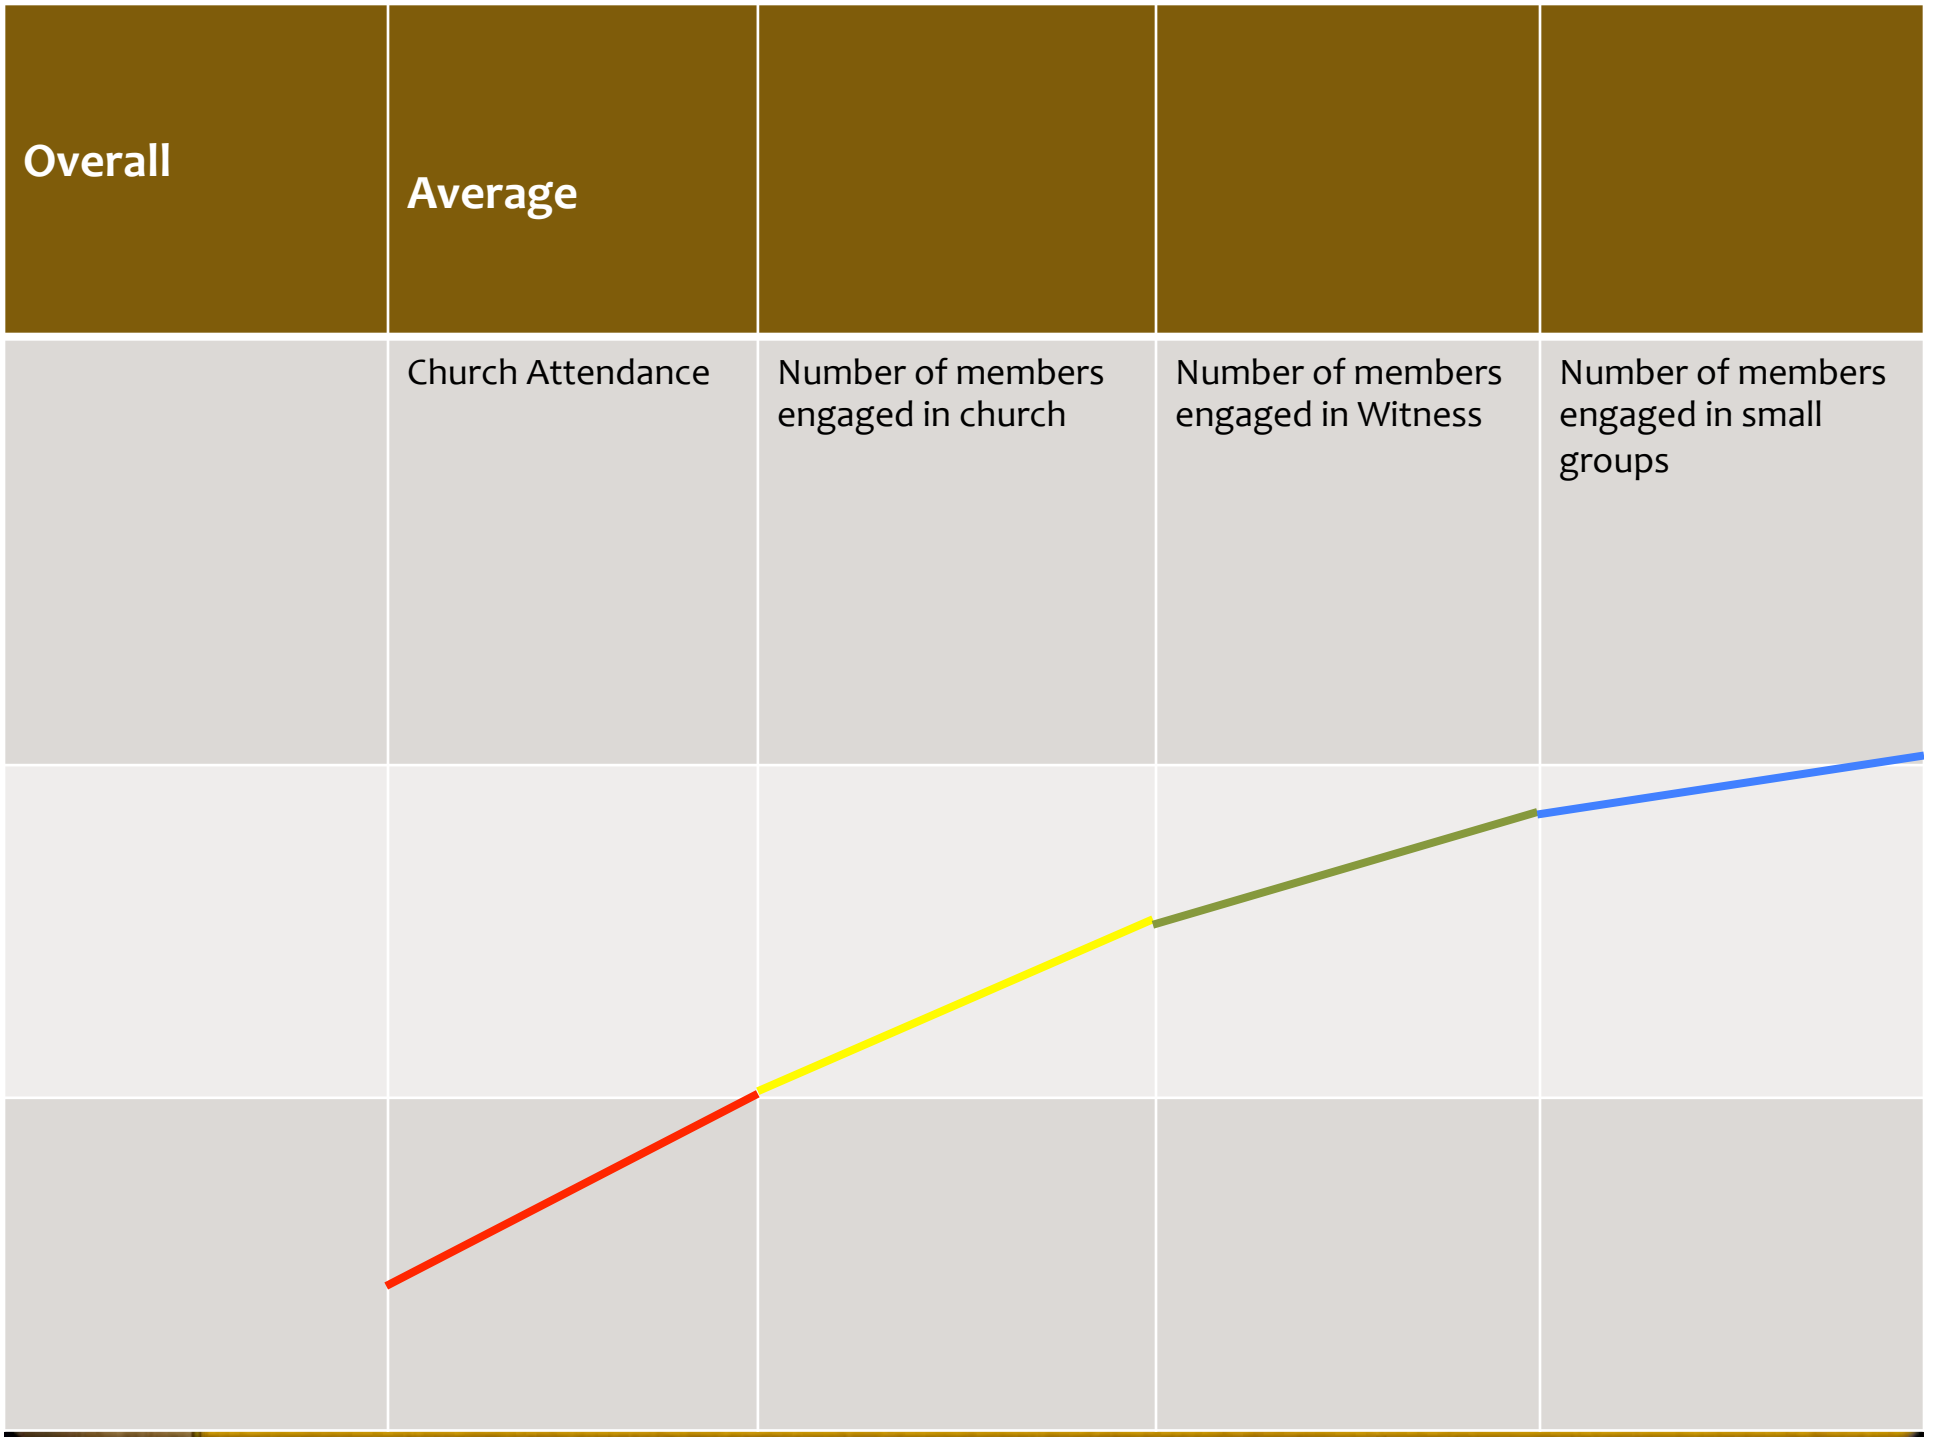 Overall
Average
Church Attendance
Number of members
engaged in church
Number of members
engaged in Witness
Number of members
engaged in small
groups